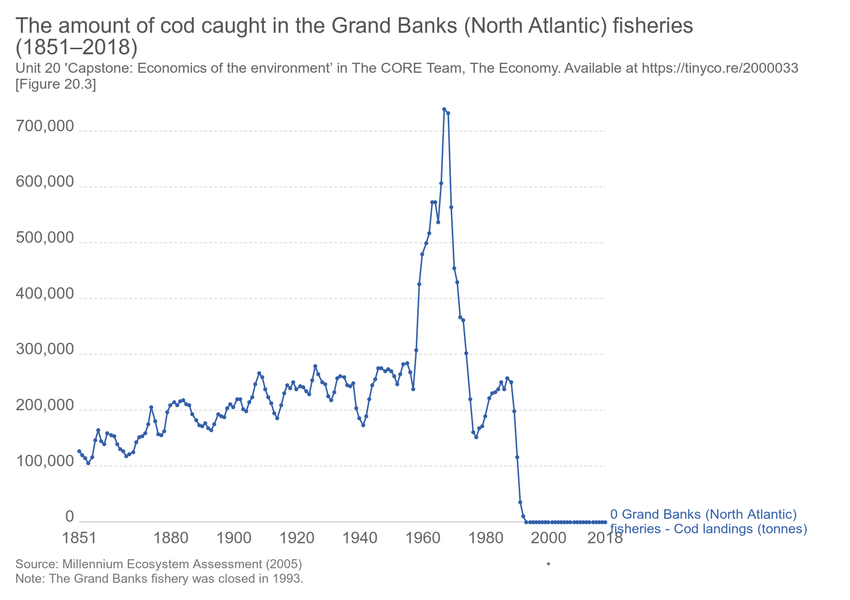 The amount of cod caught in the Grand Banks (North Atlantic) fisheries
(1851–2018)
Unit 20 'Capstone: Economics of the environment’ in The CORE Team, The Economy. Available at https://tinyco.re/2000033
[Figure 20.3]
700,000
600,000
500,000
400,000
300,000
200,000
100,000
0
0 Grand Banks (North Atlantic)
fisheries - Cod landings (tonnes)
1851 1880 1900 1920 1940 1960 1980 2000 2018
Source: Millennium Ecosystem Assessment (2005)
Note: The Grand Banks fishery was closed in 1993.